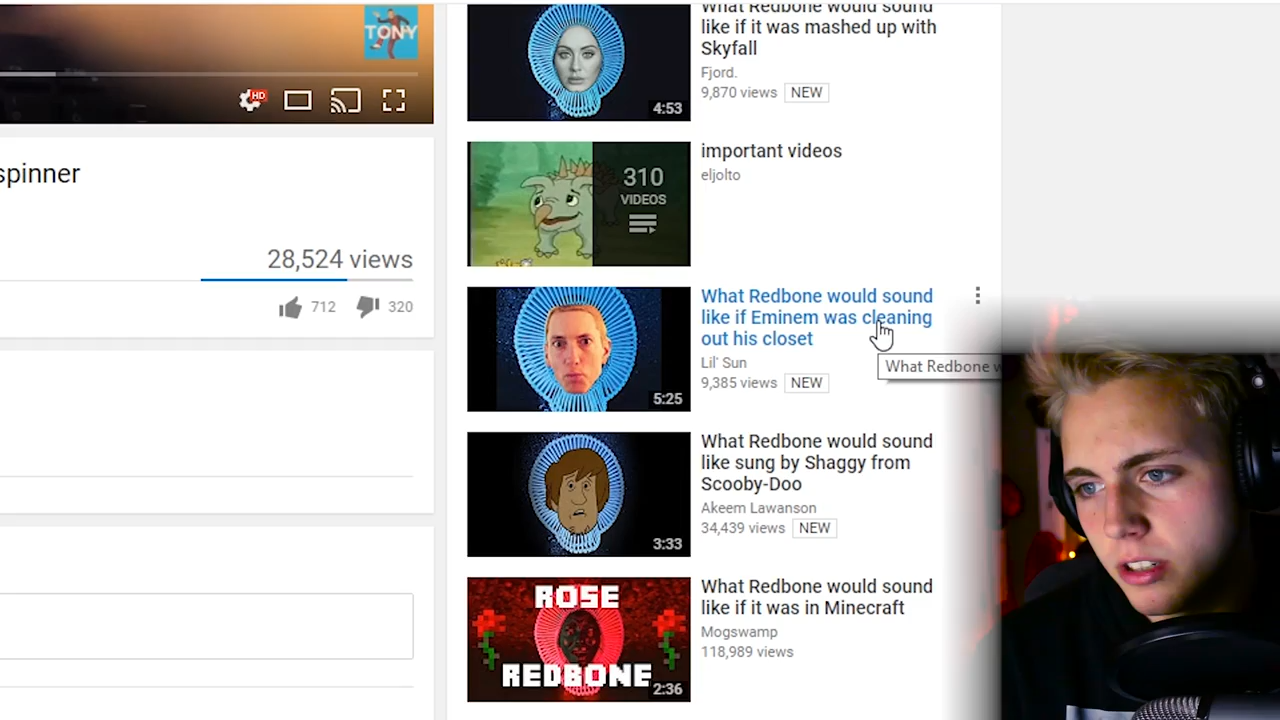 TONY
HD
spinner
28,524 views
712
320
What Redbone would sound
like if it was mashed up with
Skyfall
Fjord.
9,870 views NEW
4:53
310
VIDEOS
important videos
eljolto
What Redbone would sound
like if Eminem was cleaning
out his closet
Lil' Sun
9,385 views NEW
5:25
What Redbone w
What Redbone would sound
like sung by Shaggy from
Scooby-Doo
Akeem Lawanson
34,439 views NEW
3:33
ROSE
REDBONE
2:36
What Redbone would sound
like if it was in Minecraft
Mogswamp
118,989 views